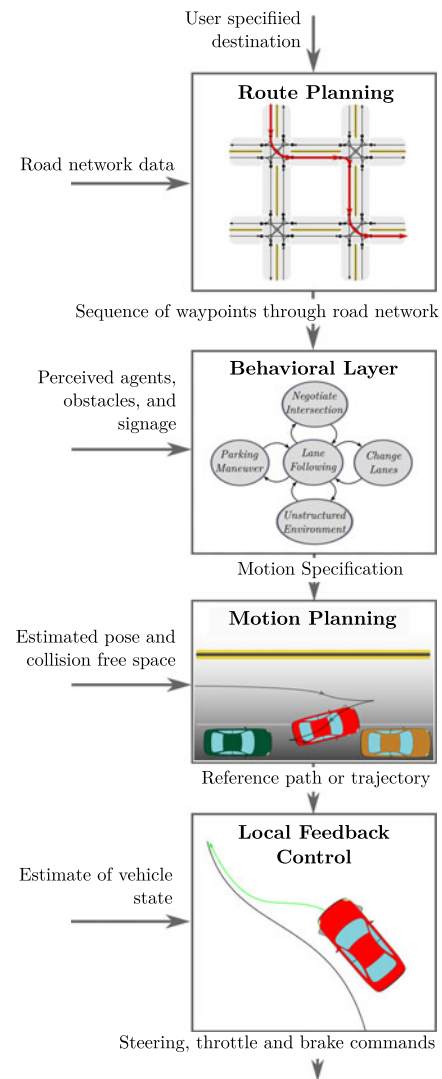 User specifiied
destination
Route Planning
Road network data
Sequence of waypoints through road network
Behavioral Layer
Perceived agents,
obstacles, and
signage
Negotiate
Intersection
Parking
Maneuver
Lane
Following
Change
Lanes
Unstructured
Environment
Motion Specification
Motion Planning
Estimated pose and
collision free space
Reference path or trajectory
Local Feedback
Control
Estimate of vehicle
state
Steering, throttle and brake commands